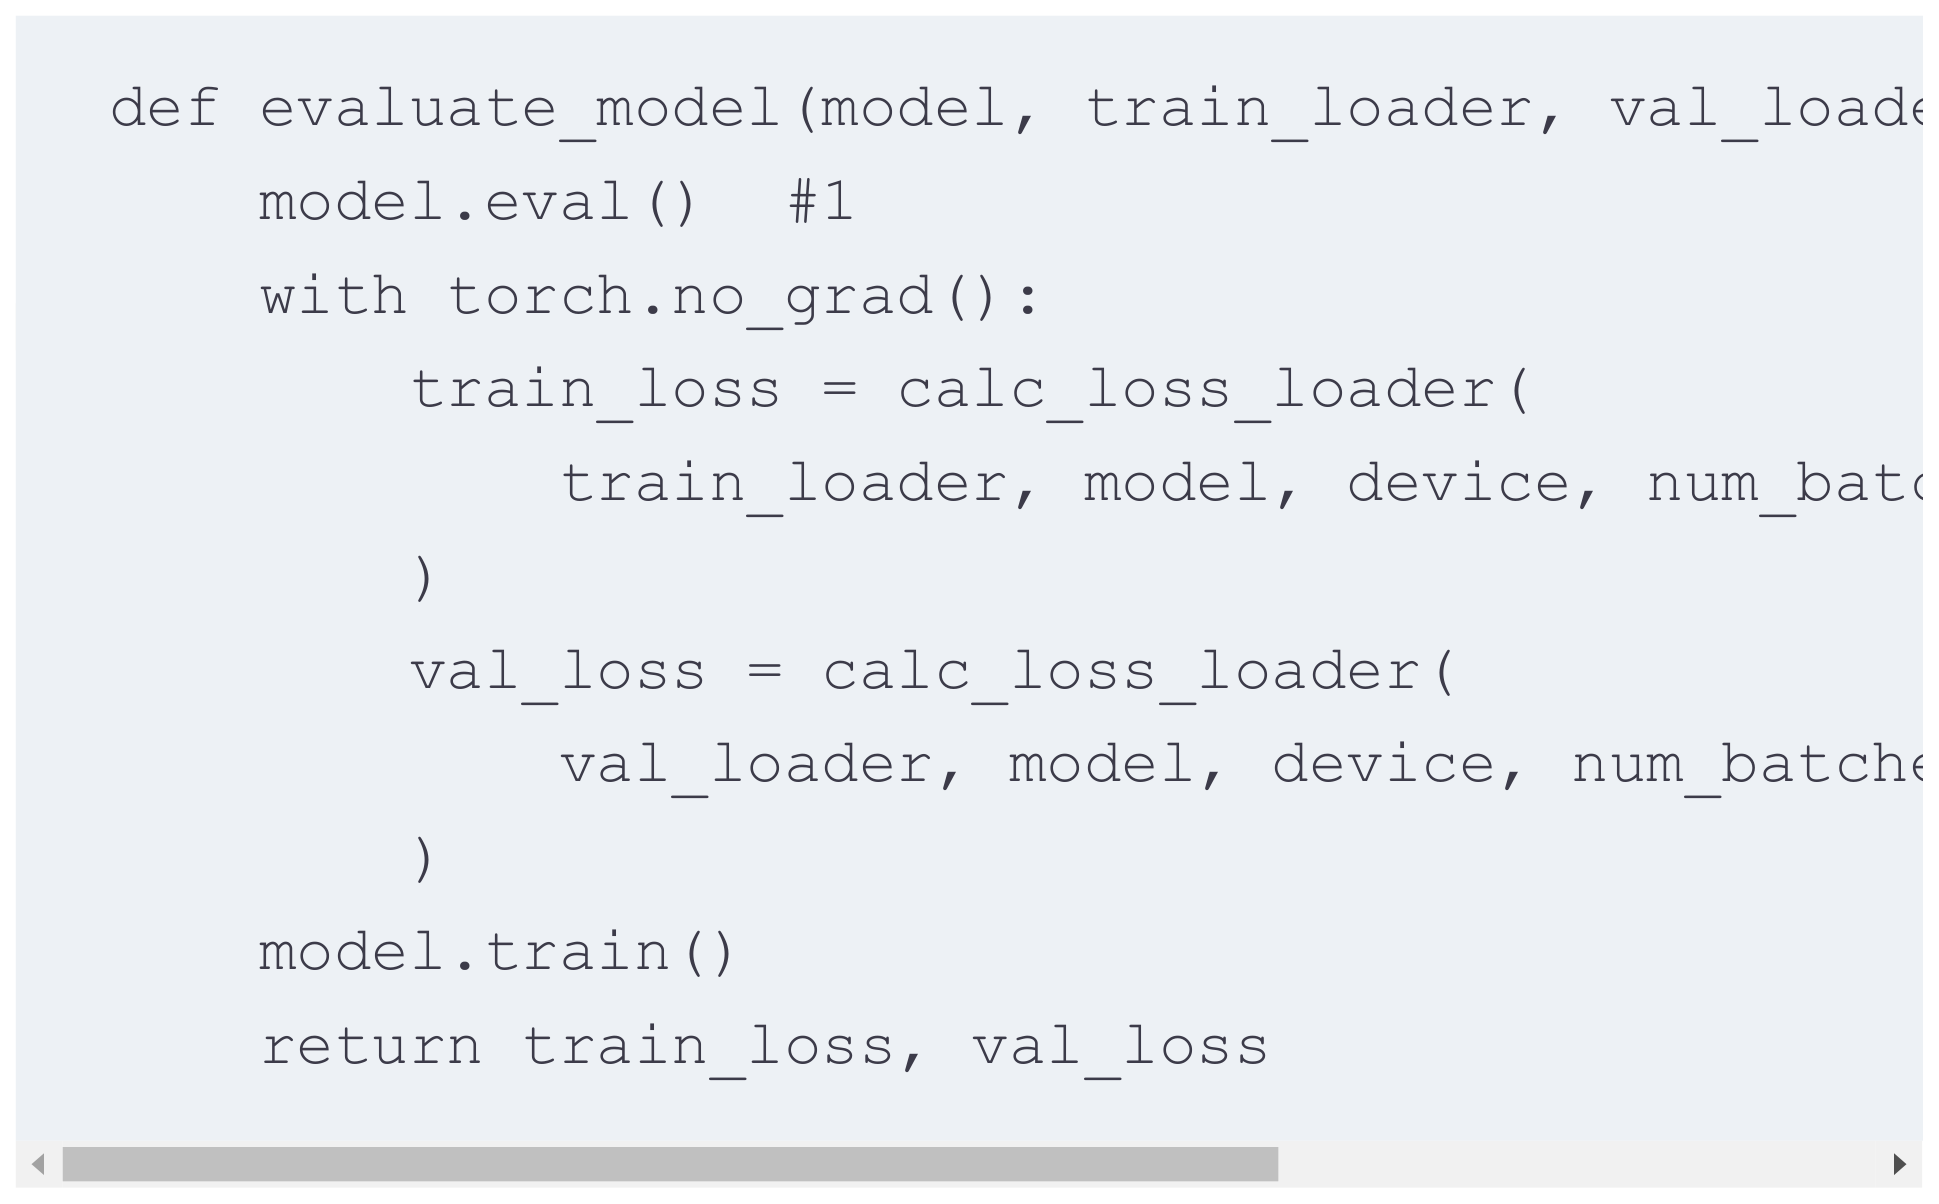 def evaluate_model(model, train_loader, val_loade
    model.eval()  #1
    with torch.no_grad():
        train_loss = calc_loss_loader(
            train_loader, model, device, num_batc
        )
        val_loss = calc_loss_loader(
            val_loader, model, device, num_batche
        )
    model.train()
    return train_loss, val_loss